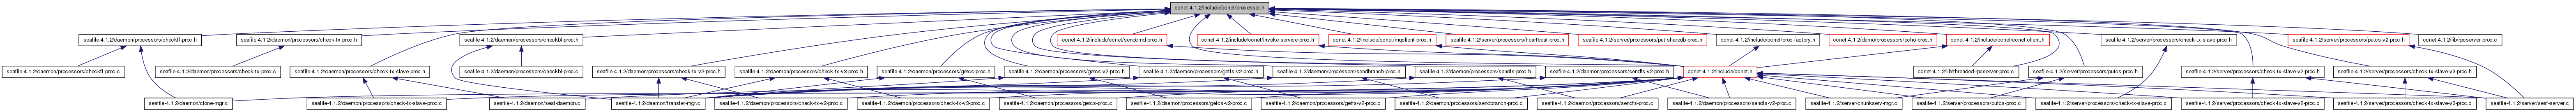 ccnet-4.1.2/include/ccnet/processor.h
seafile-4.1.2/daemon/processors/checkff-proc.h
seafile-4.1.2/daemon/processors/check-tx-proc.h
seafile-4.1.2/daemon/processors/checkbl-proc.h
ccnet-4.1.2/include/ccnet/sendcmd-proc.h
ccnet-4.1.2/include/ccnet/invoke-service-proc.h
ccnet-4.1.2/include/ccnet/mqclient-proc.h
seafile-4.1.2/server/processors/heartbeat-proc.h
seafile-4.1.2/server/processors/put-sharedb-proc.h
ccnet-4.1.2/include/ccnet/proc-factory.h
ccnet-4.1.2/demo/processors/echo-proc.h
ccnet-4.1.2/include/ccnet/ccnet-client.h
seafile-4.1.2/server/processors/check-tx-slave-proc.h
seafile-4.1.2/server/processors/putcs-v2-proc.h
ccnet-4.1.2/lib/rpcserver-proc.c
seafile-4.1.2/daemon/processors/checkff-proc.c
seafile-4.1.2/daemon/processors/check-tx-proc.c
seafile-4.1.2/daemon/processors/check-tx-slave-proc.h
seafile-4.1.2/daemon/processors/checkbl-proc.c
seafile-4.1.2/daemon/processors/check-tx-v2-proc.h
seafile-4.1.2/daemon/processors/check-tx-v3-proc.h
seafile-4.1.2/daemon/processors/getcs-proc.h
seafile-4.1.2/daemon/processors/getcs-v2-proc.h
seafile-4.1.2/daemon/processors/getfs-v2-proc.h
seafile-4.1.2/daemon/processors/sendbranch-proc.h
seafile-4.1.2/daemon/processors/sendfs-proc.h
seafile-4.1.2/daemon/processors/sendfs-v2-proc.h
ccnet-4.1.2/include/ccnet.h
ccnet-4.1.2/lib/threaded-rpcserver-proc.c
seafile-4.1.2/server/processors/putcs-proc.h
seafile-4.1.2/server/processors/check-tx-slave-v2-proc.h
seafile-4.1.2/server/processors/check-tx-slave-v3-proc.h
seafile-4.1.2/daemon/clone-mgr.c
seafile-4.1.2/daemon/processors/check-tx-slave-proc.c
seafile-4.1.2/daemon/seaf-daemon.c
seafile-4.1.2/daemon/transfer-mgr.c
seafile-4.1.2/daemon/processors/check-tx-v2-proc.c
seafile-4.1.2/daemon/processors/check-tx-v3-proc.c
seafile-4.1.2/daemon/processors/getcs-proc.c
seafile-4.1.2/daemon/processors/getcs-v2-proc.c
seafile-4.1.2/daemon/processors/getfs-v2-proc.c
seafile-4.1.2/daemon/processors/sendbranch-proc.c
seafile-4.1.2/daemon/processors/sendfs-proc.c
seafile-4.1.2/daemon/processors/sendfs-v2-proc.c
seafile-4.1.2/server/chunkserv-mgr.c
seafile-4.1.2/server/processors/putcs-proc.c
seafile-4.1.2/server/processors/check-tx-slave-proc.c
seafile-4.1.2/server/processors/check-tx-slave-v2-proc.c
seafile-4.1.2/server/processors/check-tx-slave-v3-proc.c
seafile-4.1.2/server/seaf-server.c